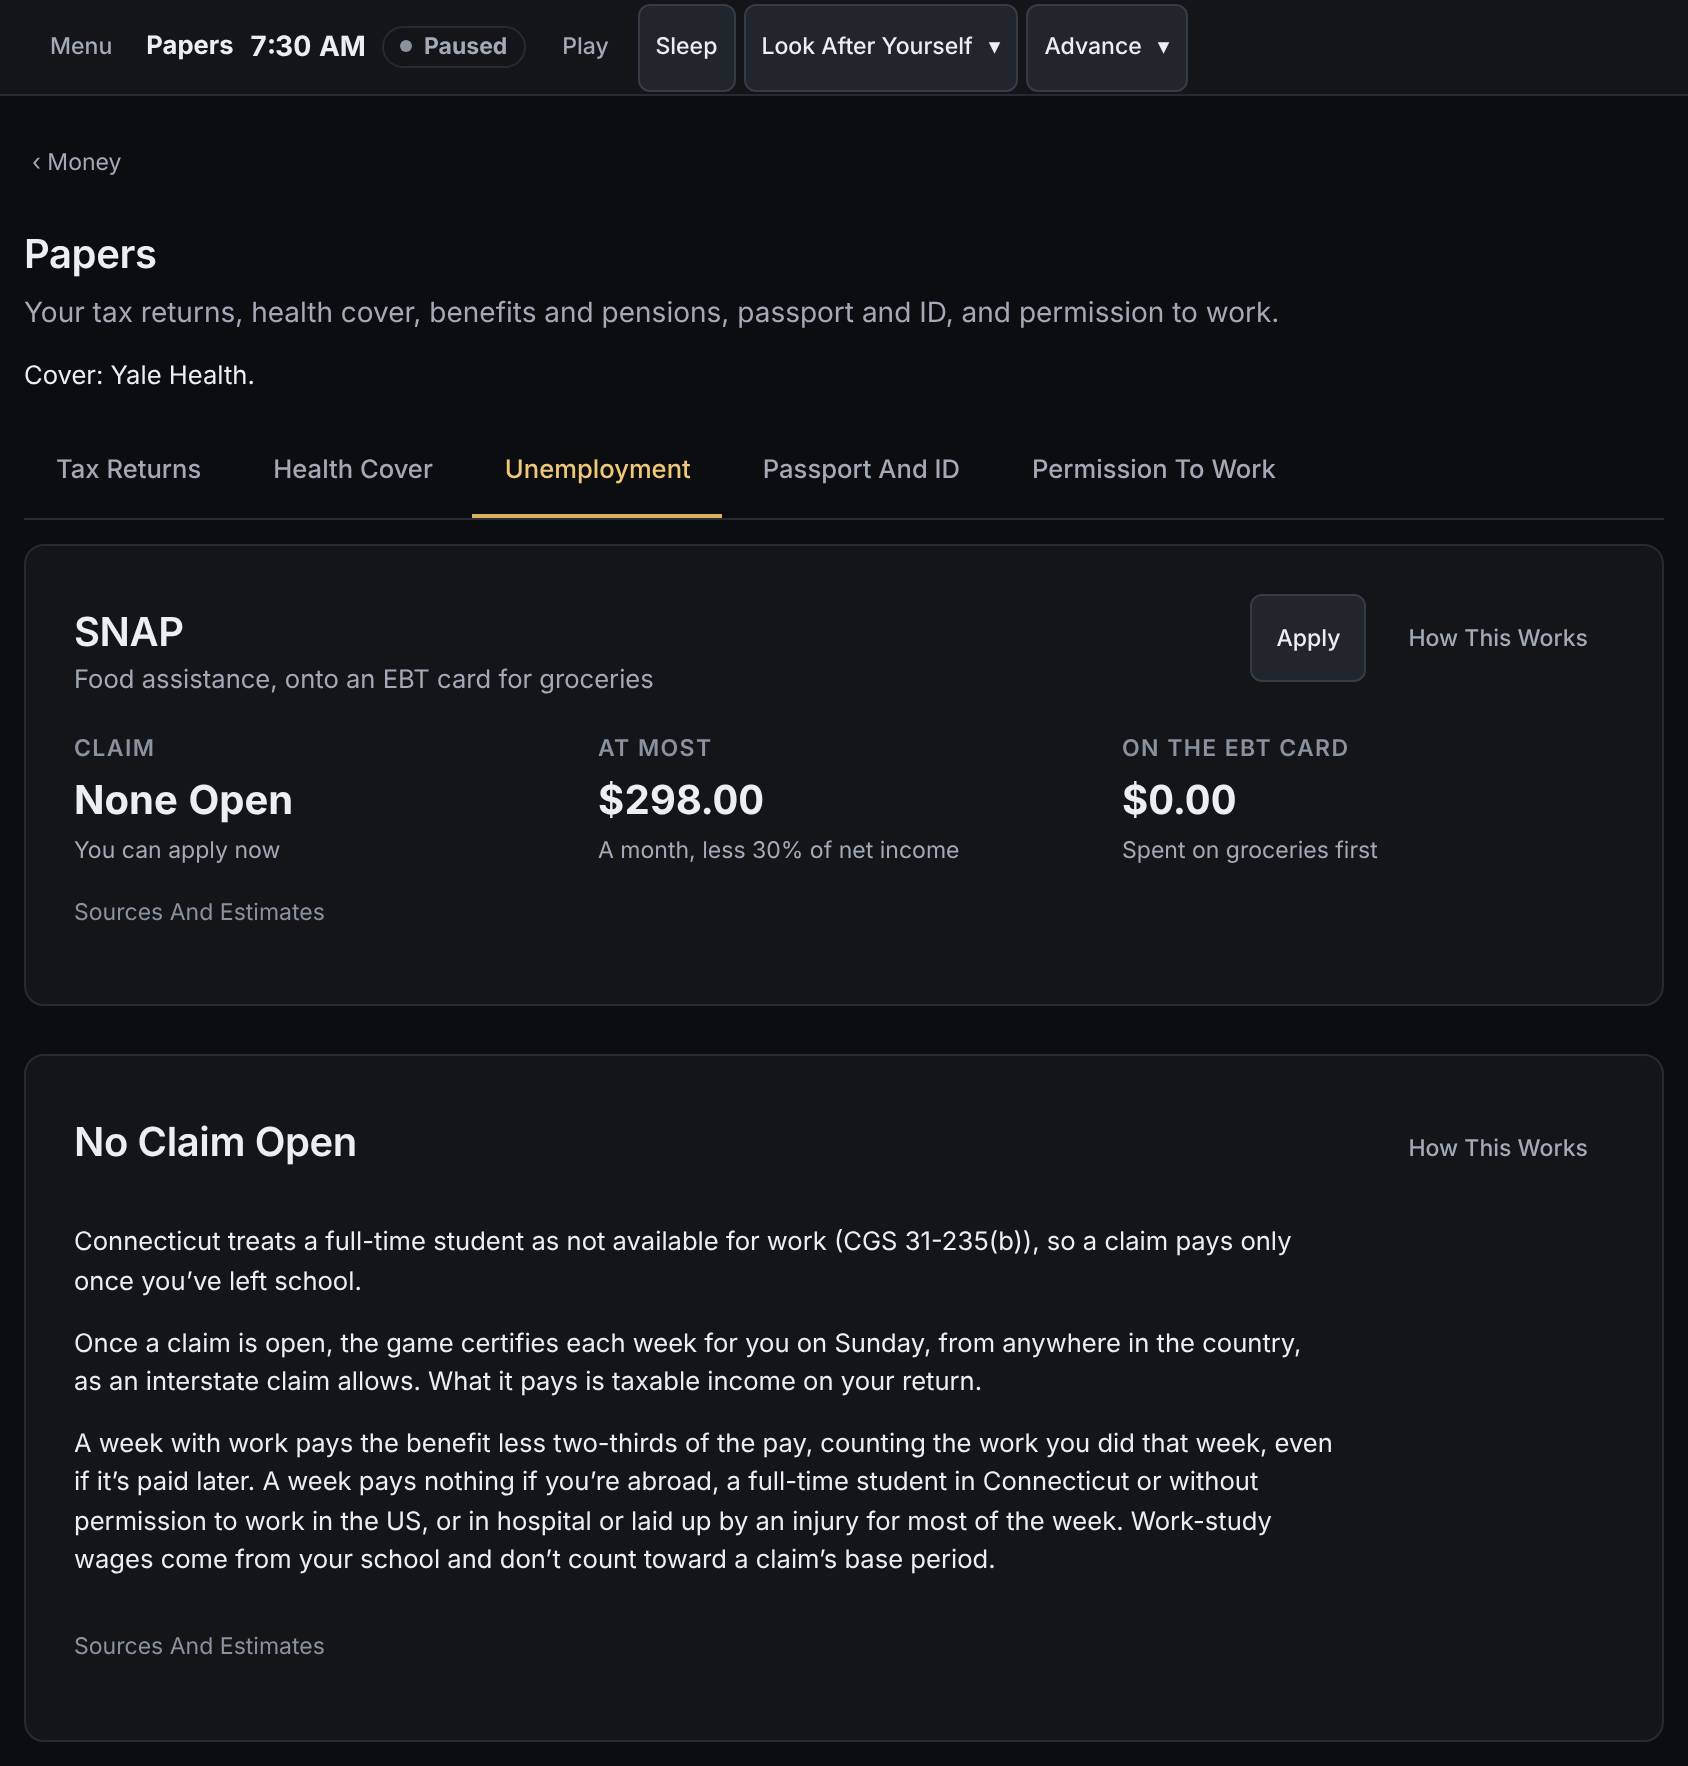 Menu Papers 7:30 AM Paused Play Sleep Look After Yourself ▼ Advance ▼
‹ Money
Papers
Your tax returns, health cover, benefits and pensions, passport and ID, and permission to work.
Cover: Yale Health.
Tax Returns Health Cover Unemployment Passport And ID Permission To Work
SNAP
Apply How This Works
Food assistance, onto an EBT card for groceries
CLAIM AT MOST ON THE EBT CARD
None Open $298.00 $0.00
You can apply now A month, less 30% of net income Spent on groceries first
Sources And Estimates
No Claim Open How This Works
Connecticut treats a full-time student as not available for work (CGS 31-235(b)), so a claim pays only
once you’ve left school.
Once a claim is open, the game certifies each week for you on Sunday, from anywhere in the country,
as an interstate claim allows. What it pays is taxable income on your return.
A week with work pays the benefit less two-thirds of the pay, counting the work you did that week, even
if it’s paid later. A week pays nothing if you’re abroad, a full-time student in Connecticut or without
permission to work in the US, or in hospital or laid up by an injury for most of the week. Work-study
wages come from your school and don’t count toward a claim’s base period.
Sources And Estimates